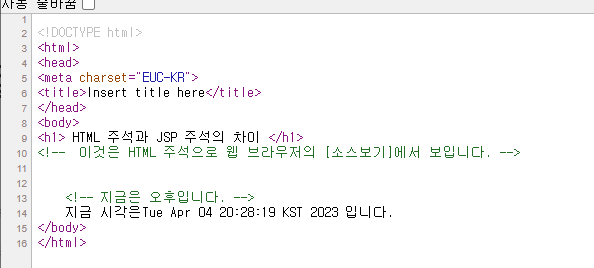 자동 줄바꿈
1
2 <!DOCTYPE html>
3 <html>
4 <head>
5 <meta charset="EUC-KR">
6 <title>Insert title here</title>
7 </head>
8 <body>
9 <h1> HTML 주석과 JSP 주석의 차이 </h1>
10 <!--  이것은 HTML 주석으로 웹 브라우저의 [소스보기]에서 보입니다. -->
11
12
13 <!-- 지금은 오후입니다. -->
14 지금 시각은Tue Apr 04 20:28:19 KST 2023 입니다.
15 </body>
16 </html>